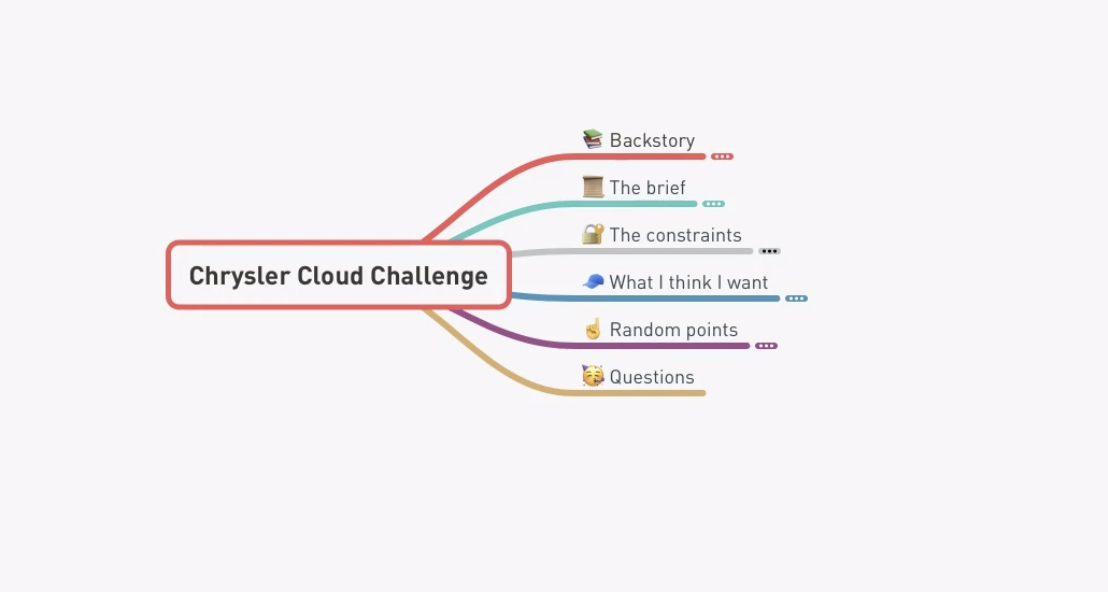 Backstory
The brief
The constraints
Chrysler Cloud Challenge
What I think I want
Random points
Questions